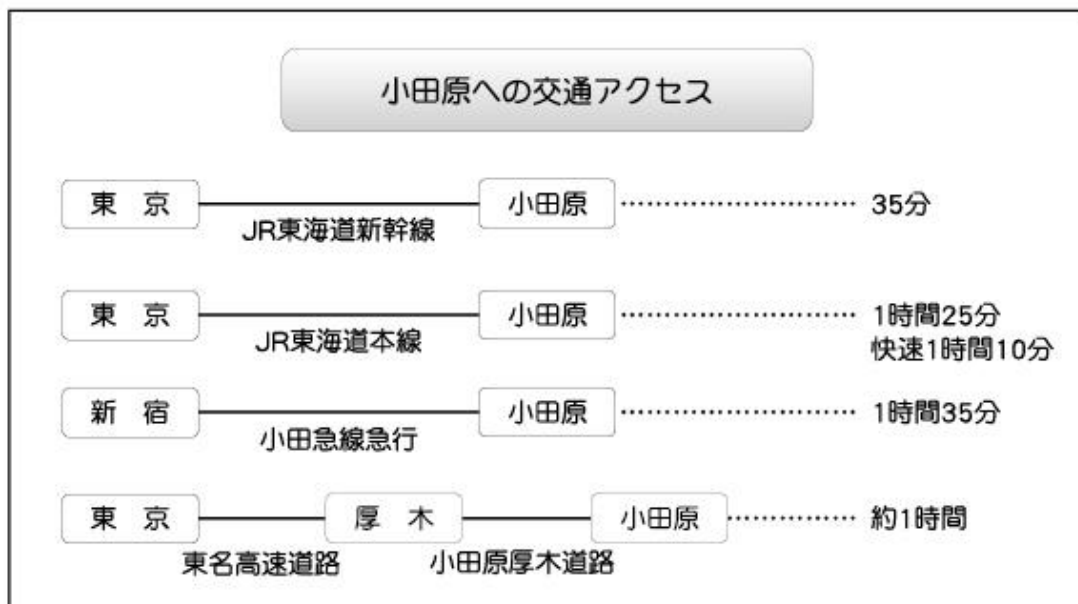 小田原への交通アクセス
東 京 小田原 35分
JR東海道新幹線
東 京 小田原 1時間25分
JR東海道本線 快速1時間10分
新 宿 小田原 1時間35分
小田急線急行
東 京 厚 木 小田原 約1時間
東名高速道路 小田原厚木道路